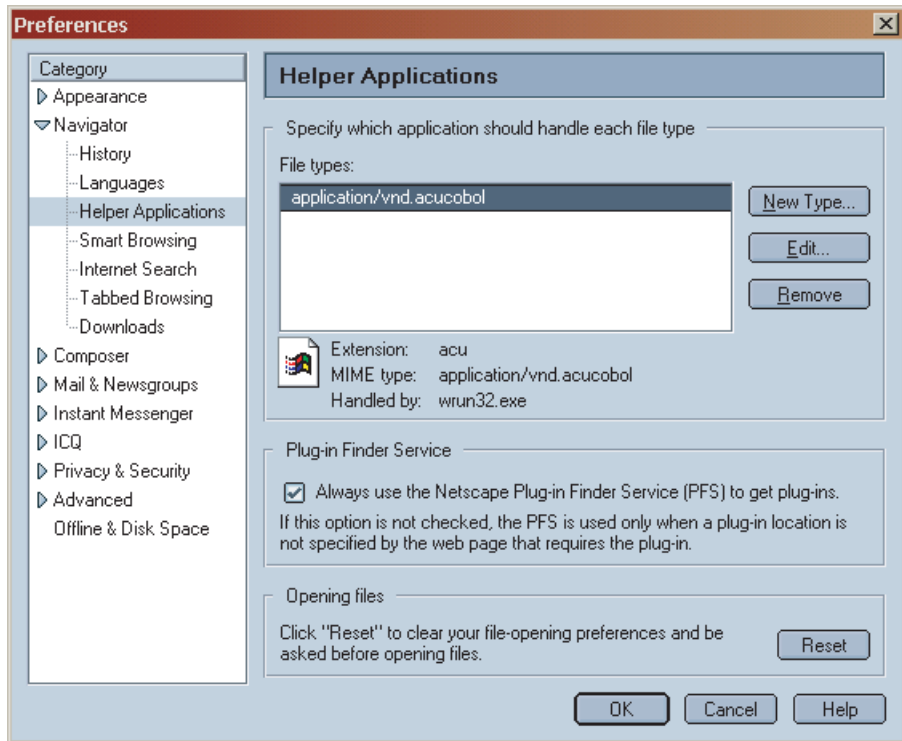 Preferences
Category
Appearance
Navigator
History
Languages
Helper Applications
Smart Browsing
Internet Search
Tabbed Browsing
Downloads
Composer
Mail & Newsgroups
Instant Messenger
ICQ
Privacy & Security
Advanced
Offline & Disk Space
Helper Applications
Specify which application should handle each file type
File types:
application/vnd.acucobol
New Type...
Edit...
Remove
Extension: acu
MIME type: application/vnd.acucobol
Handled by: wrun32.exe
Plug-in Finder Service
Always use the Netscape Plug-in Finder Service (PFS) to get plug-ins.
If this option is not checked, the PFS is used only when a plug-in location is
not specified by the web page that requires the plug-in.
Opening files
Click "Reset" to clear your file-opening preferences and be
asked before opening files.
Reset
OK
Cancel
Help